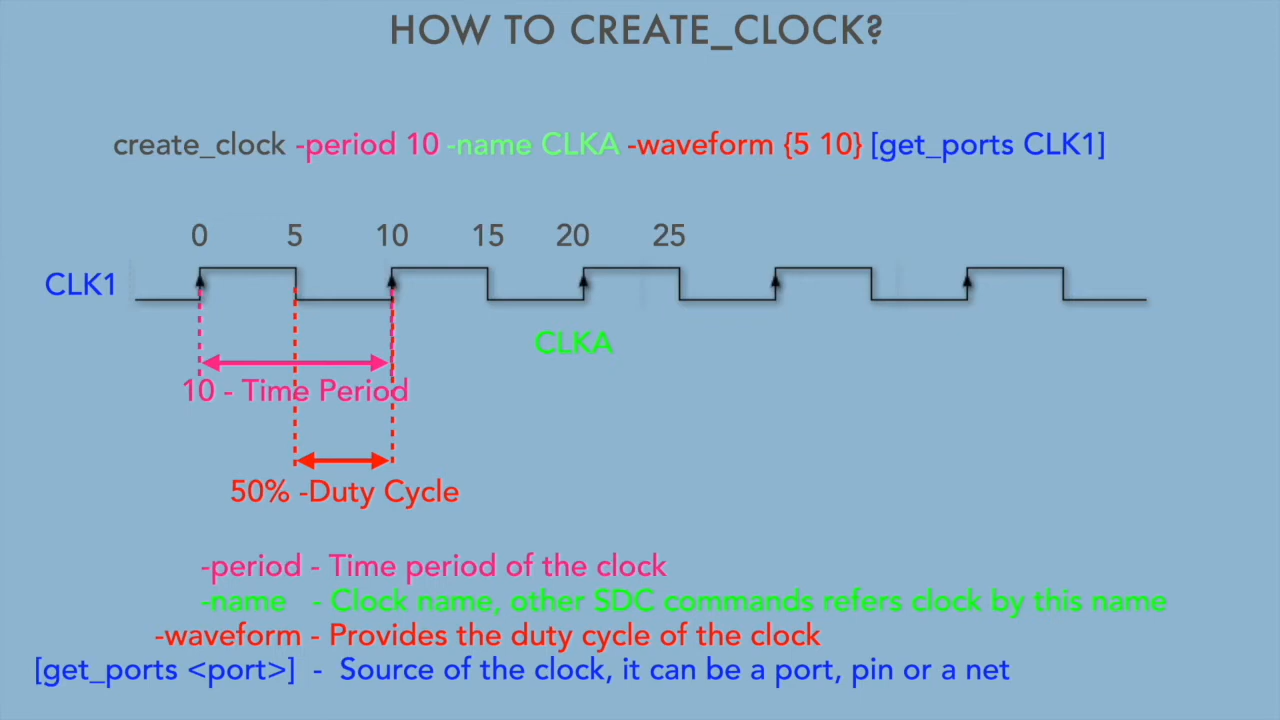 HOW TO CREATE_CLOCK?
create_clock -period 10 -name CLKA -waveform {5 10} [get_ports CLK1]
0 5 10 15 20 25
CLK1
CLKA
10 - Time Period
50% -Duty Cycle
-period - Time period of the clock
-name - Clock name, other SDC commands refers clock by this name
-waveform - Provides the duty cycle of the clock
[get_ports <port>] - Source of the clock, it can be a port, pin or a net